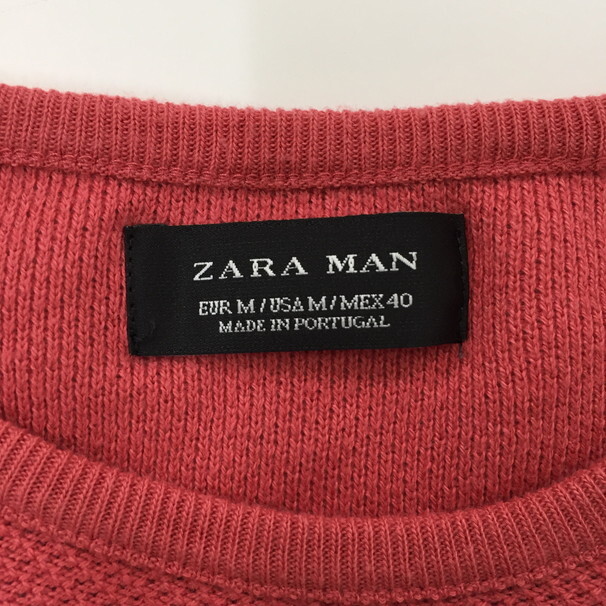 ZARA MAN
EUR M / USA M / MEX 40
MADE IN PORTUGAL